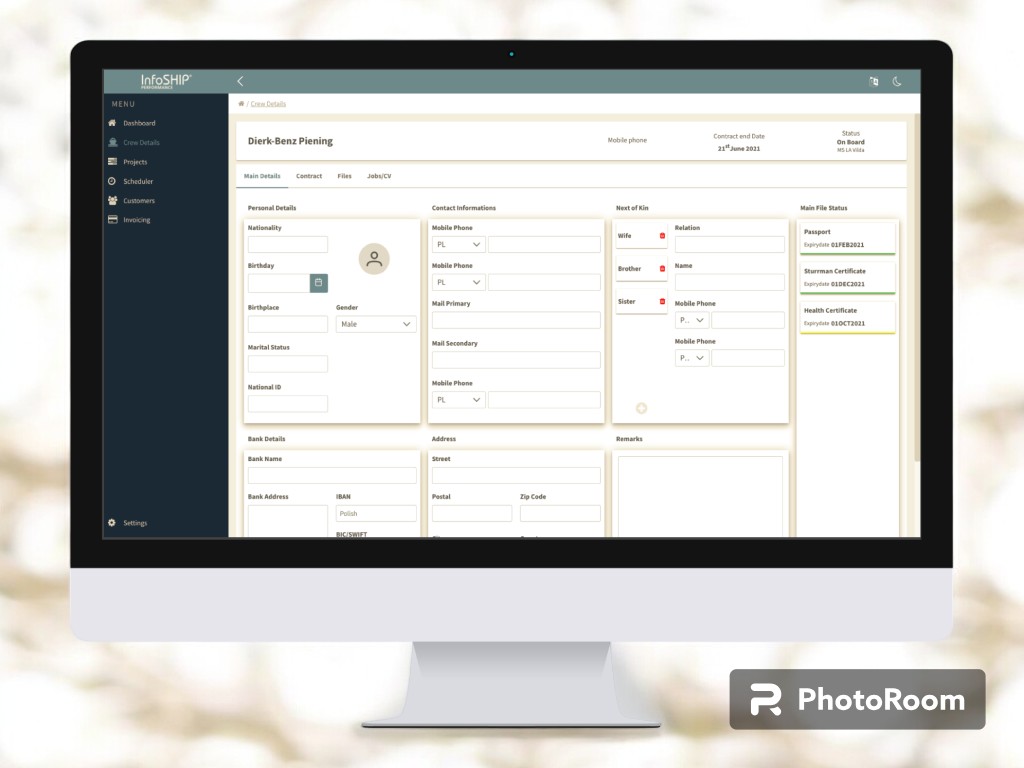 InfoSHIP®
PERFORMANCE
MENU
Dashboard
Crew Details
Projects
Scheduler
Customers
Invoicing
Settings
/ Crew Details
Dierk-Benz Piening
Mobile phone
Contract end Date
21st June 2021
Status
On Board
MS LA Vilda
Main Details
Contract
Files
Jobs/CV
Personal Details
Nationality
Birthday
Birthplace
Gender
Male
Marital Status
National ID
Contact Informations
Mobile Phone
PL
Mobile Phone
PL
Mail Primary
Mail Secondary
Mobile Phone
PL
Next of Kin
Wife
Brother
Sister
Relation
Name
Mobile Phone
P..
Mobile Phone
P..
Main File Status
Passport
Expirydate 01FEB2021
Sturrman Certificate
Expirydate 01DEC2021
Health Certificate
Expirydate 01OCT2021
Bank Details
Bank Name
Bank Address
IBAN
Polish
BIC/SWIFT
Address
Street
Postal
Zip Code
Remarks
PhotoRoom